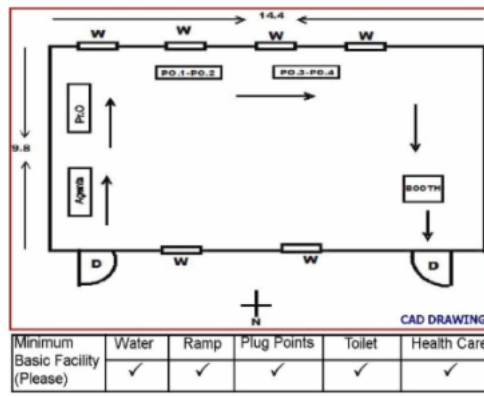 14.4
W W W W
PO.1-PO.2 PO.3-PO.4
Pr.O
9.8
Agents
BOOTH
D W W D
N
CAD DRAWING
Minimum Basic Facility (Please) Water Ramp Plug Points Toilet Health Care
✓ ✓ ✓ ✓ ✓